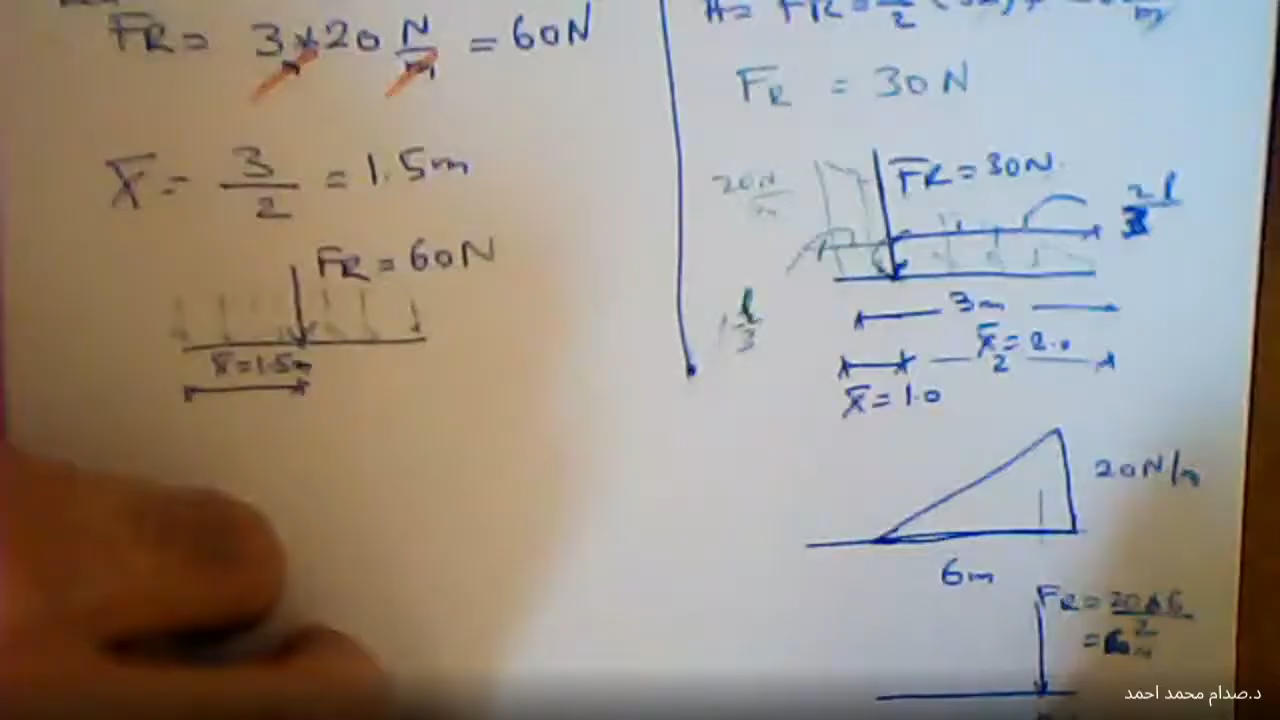 FR = 3 * 20 N/m = 60N
X̄ = 3/2 = 1.5m
FR = 60N
X̄ = 1.5m
FR = 30N
20N/m
FR = 30N
2l/3
l/3
3m
X̄2 = 2.0
X̄ = 1.0
20N/m
6m
FR = 20*6/2
د.صدام محمد احمد